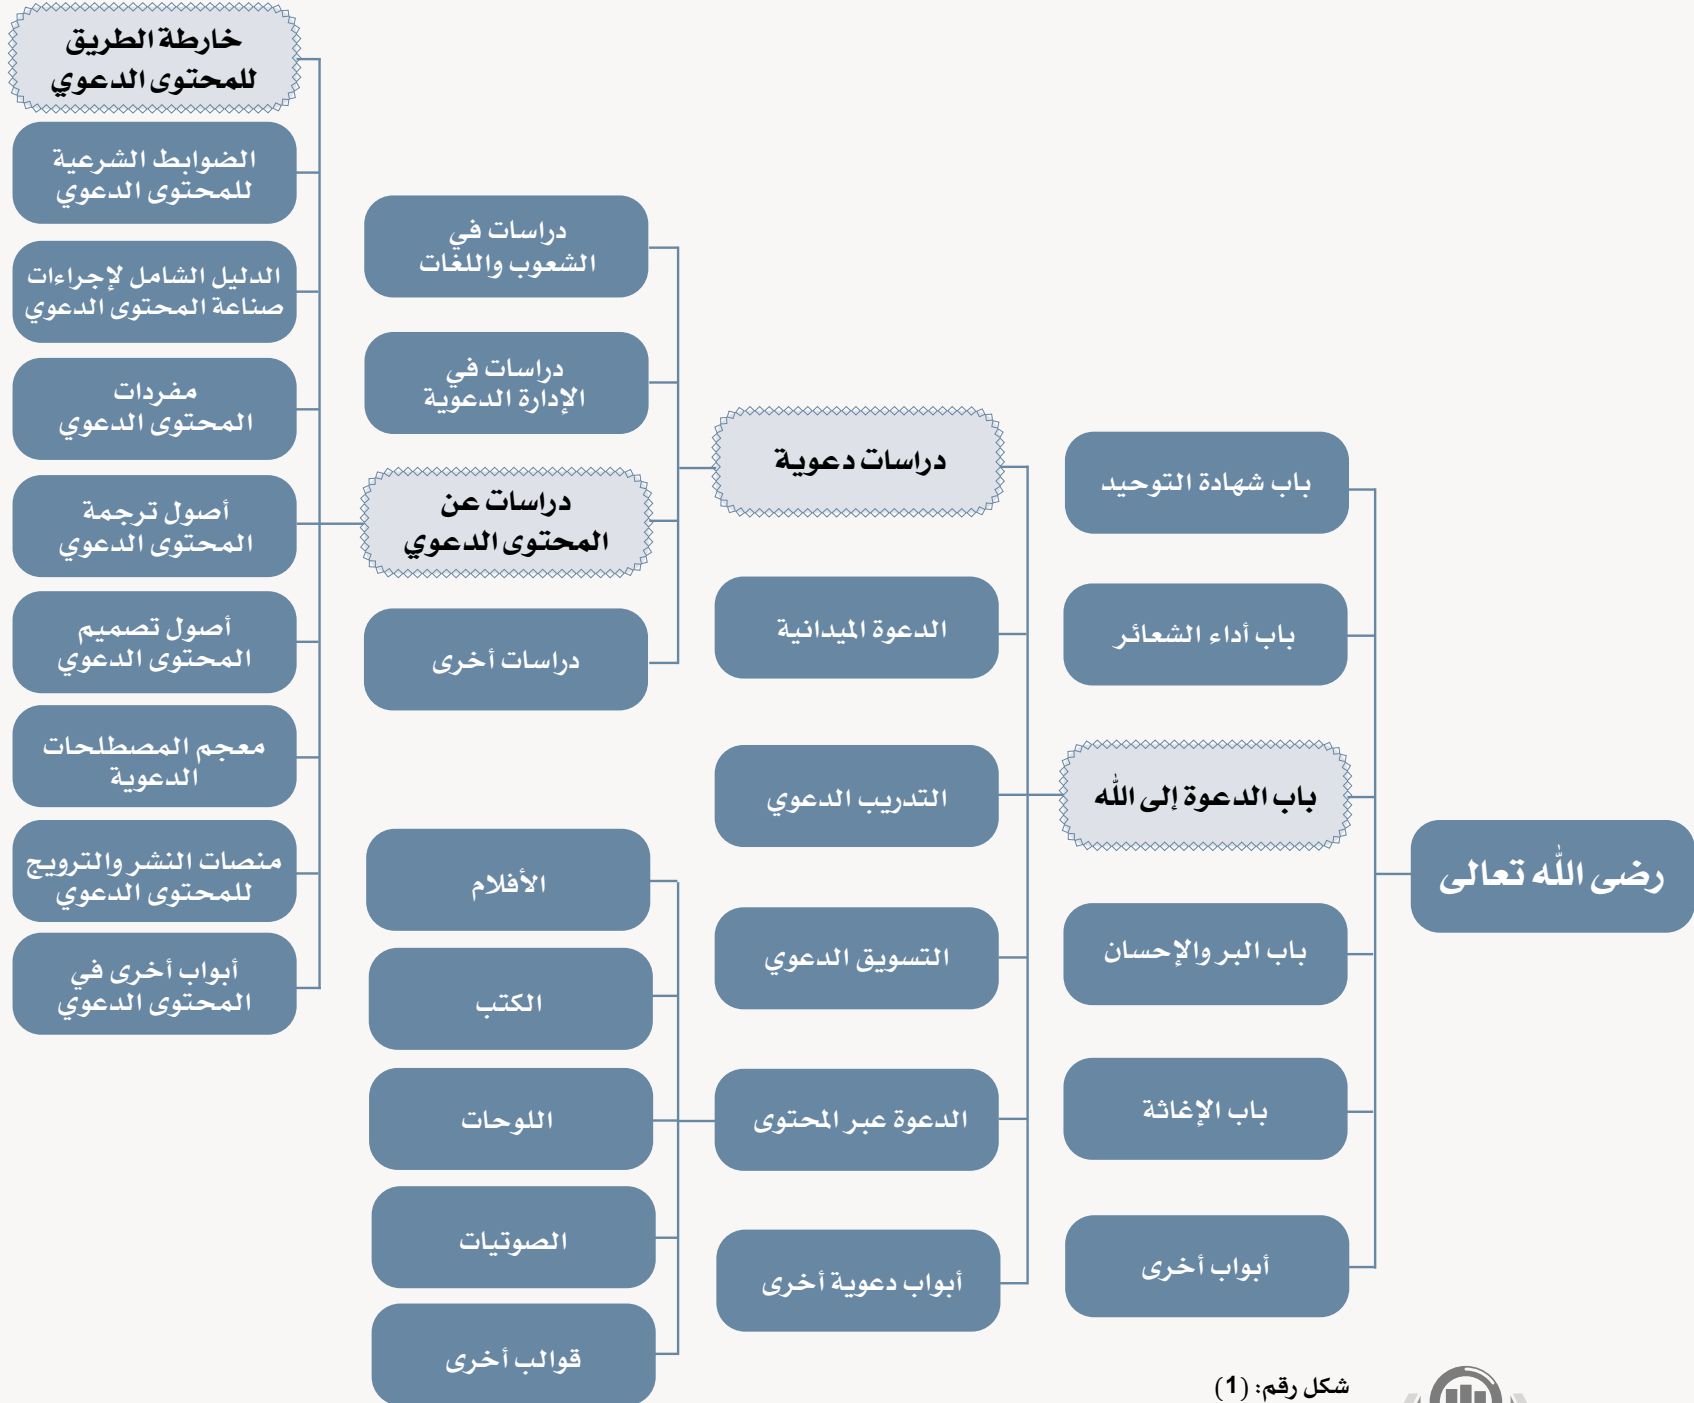 رضى الله تعالى
باب شهادة التوحيد
باب أداء الشعائر
باب الدعوة إلى الله
باب البر والإحسان
باب الإغاثة
أبواب أخرى
دراسات دعوية
الدعوة الميدانية
التدريب الدعوي
التسويق الدعوي
الدعوة عبر المحتوى
أبواب دعوية أخرى
دراسات في
الشعوب واللغات
دراسات في
الإدارة الدعوية
دراسات عن
المحتوى الدعوي
دراسات أخرى
الأفلام
الكتب
اللوحات
الصوتيات
قوالب أخرى
خارطة الطريق
للمحتوى الدعوي
الضوابط الشرعية
للمحتوى الدعوي
الدليل الشامل لإجراءات
صناعة المحتوى الدعوي
مفردات
المحتوى الدعوي
أصول ترجمة
المحتوى الدعوي
أصول تصميم
المحتوى الدعوي
معجم المصطلحات
الدعوية
منصات النشر والترويج
للمحتوى الدعوي
أبواب أخرى في
المحتوى الدعوي
شكل رقم: (1)